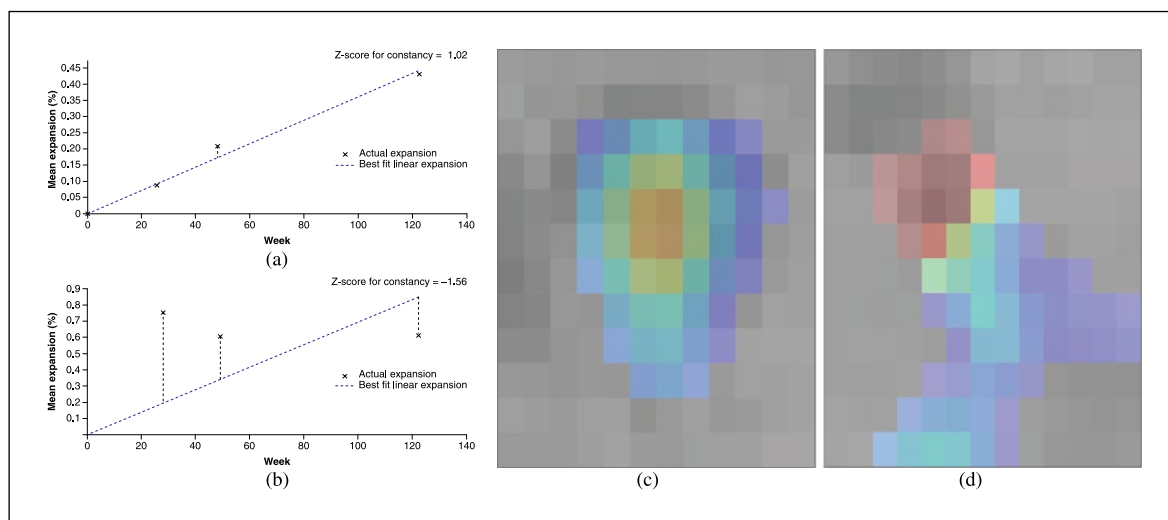 Z-score for constancy = 1.02
0.45
0.40
0.35
0.30
0.25
0.20
0.15
0.10
0.05
0
Mean expansion (%)
× Actual expansion
Best fit linear expansion
0 20 40 60 80 100 120 140
Week
(a)
Z-score for constancy = –1.56
0.9
0.8
0.7
0.6
0.5
0.4
0.3
0.2
0.1
Mean expansion (%)
× Actual expansion
Best fit linear expansion
0 20 40 60 80 100 120 140
Week
(b)
(c)
(d)